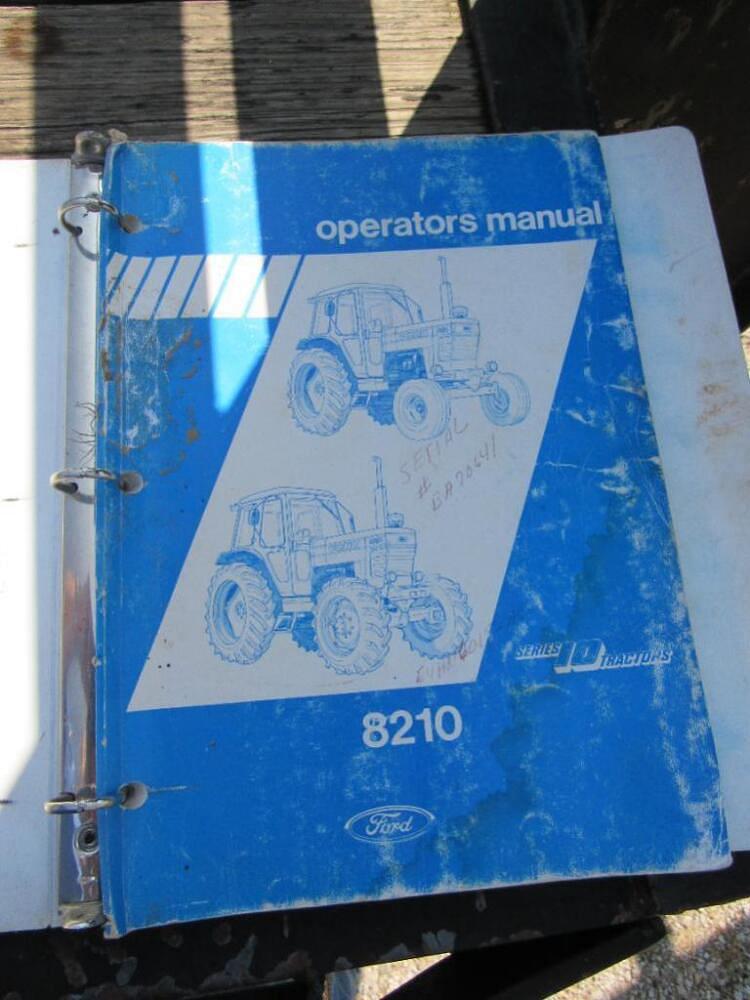 operators manual
SERIAL
#
BA70641
SERIES 10 TRACTORS
8210
Ford